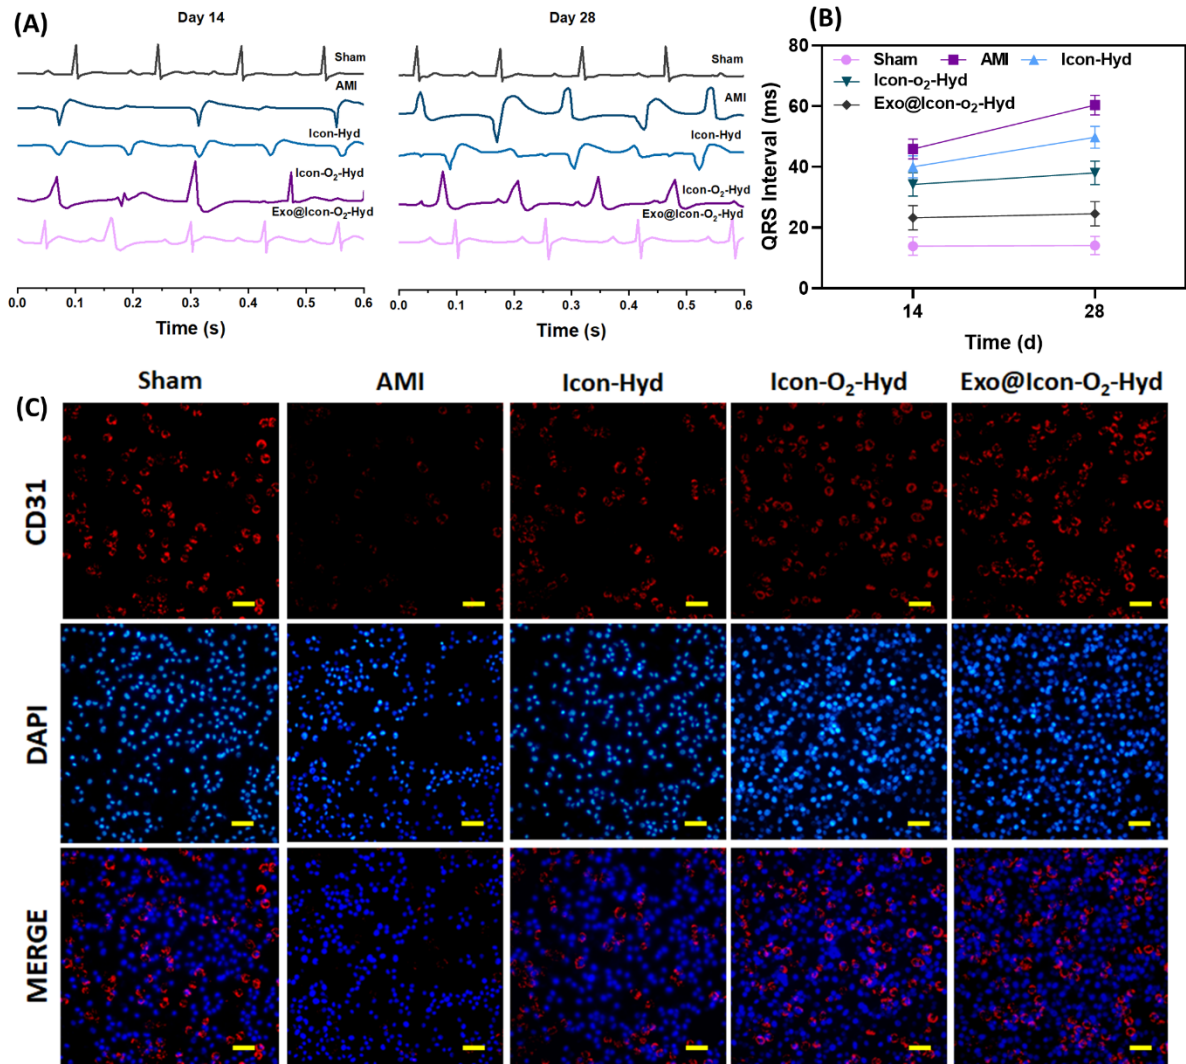 (A)
Day 14
Sham
AMI
Icon-Hyd
Icon-O₂-Hyd
Exo@Icon-O₂-Hyd
0.0 0.1 0.2 0.3 0.4 0.5 0.6
Time (s)
Day 28
Sham
AMI
Icon-Hyd
Icon-O₂-Hyd
Exo@Icon-O₂-Hyd
0.0 0.1 0.2 0.3 0.4 0.5 0.6
Time (s)
(B)
Sham AMI Icon-Hyd
Icon-o₂-Hyd
Exo@Icon-o₂-Hyd
QRS Interval (ms)
80
60
40
20
0
14 28
Time (d)
(C)
Sham AMI Icon-Hyd Icon-O₂-Hyd Exo@Icon-O₂-Hyd
CD31
DAPI
MERGE